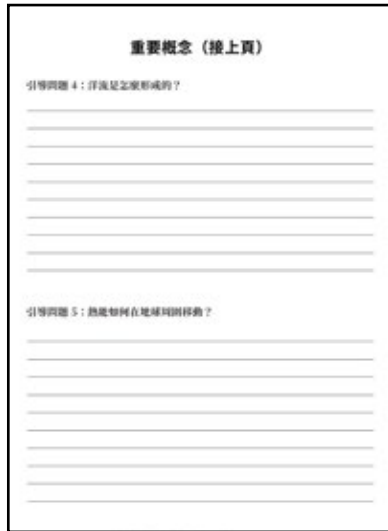 重要概念（接上頁）
引導問題 4：洋流是怎麼形成的？
引導問題 5：熱能如何在地球周圍移動？